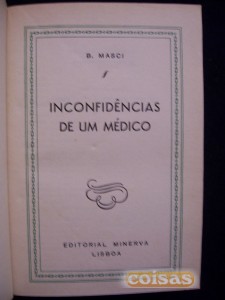 B. MASCI
INCONFIDÊNCIAS
DE UM MÉDICO
EDITORIAL MINERVA
LISBOA
coisas